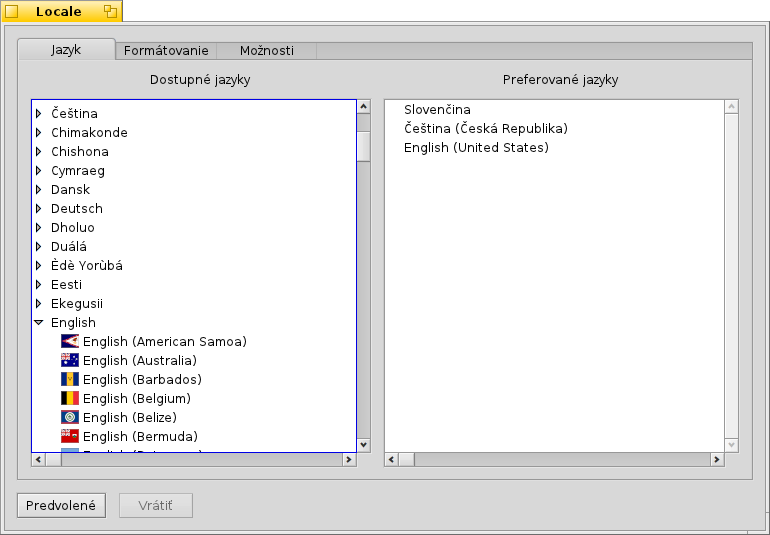 Locale
Jazyk
Formátovanie
Možnosti
Dostupné jazyky
Preferované jazyky
Čeština
Chimakonde
Chishona
Cymraeg
Dansk
Deutsch
Dholuo
Duálá
Èdè Yorùbá
Eesti
Ekegusii
English
English (American Samoa)
English (Australia)
English (Barbados)
English (Belgium)
English (Belize)
English (Bermuda)
Slovenčina
Čeština (Česká Republika)
English (United States)
Predvolené
Vrátiť